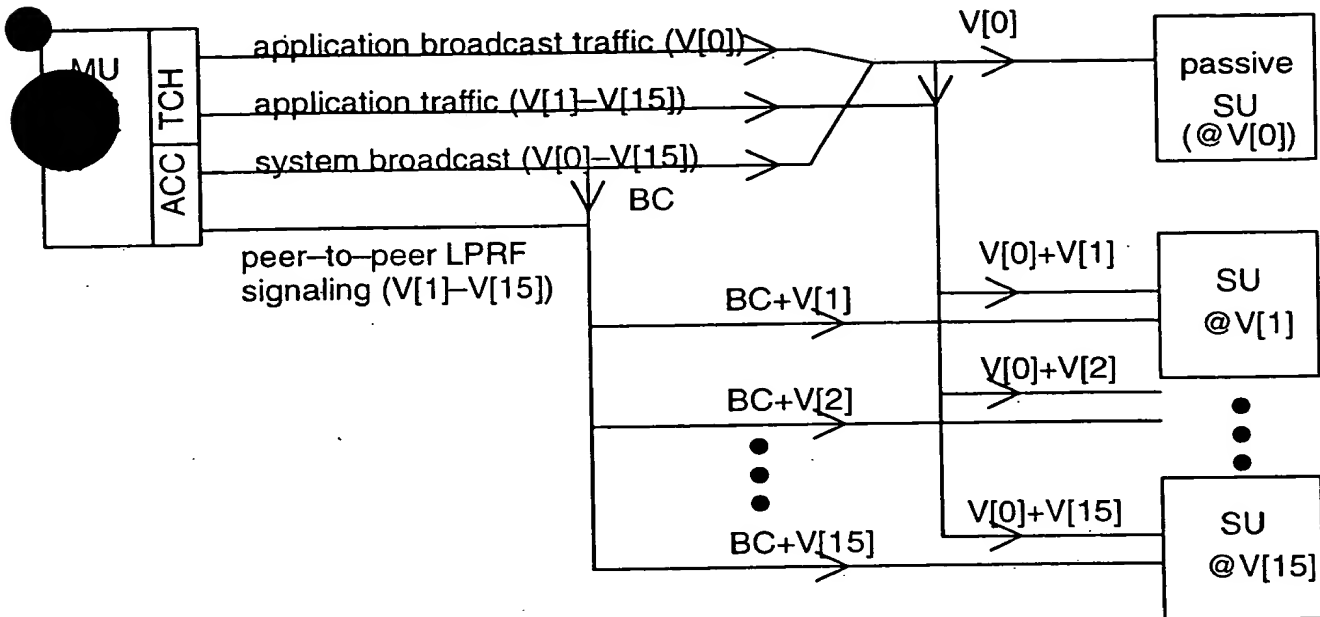 MU
TCH
ACC
application broadcast traffic (V[0])
application traffic (V[1]–V[15])
system broadcast (V[0]–V[15])
BC
peer–to–peer LPRF
signaling (V[1]–V[15])
V[0]
passive
SU
(@V[0])
V[0]+V[1]
BC+V[1]
SU
@V[1]
V[0]+V[2]
BC+V[2]
V[0]+V[15]
BC+V[15]
SU
@V[15]